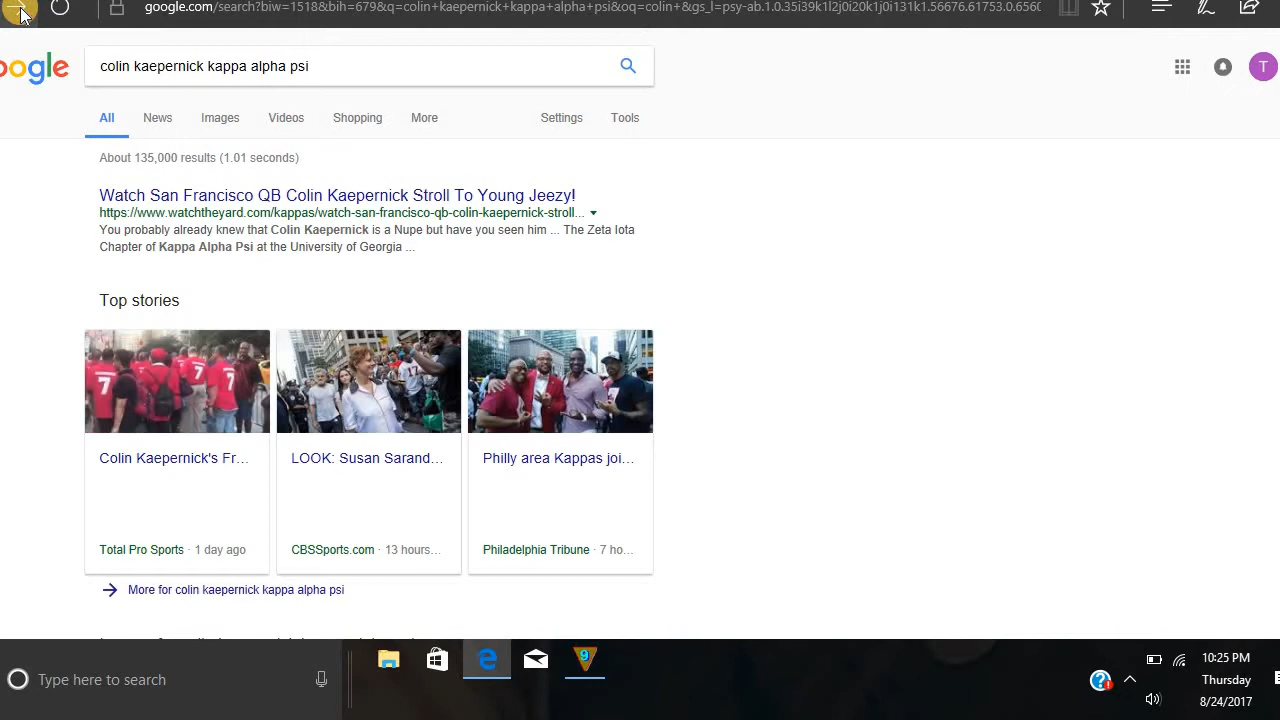 google.com/search?biw=1518&bih=679&q=colin+kaepernick+kappa+alpha+psi&oq=colin+&gs_l=psy-ab.1.0.35i39k1l2j0i20k1j0i131k1.56676.61753.0.6560
oogle
colin kaepernick kappa alpha psi
T
All News Images Videos Shopping More Settings Tools
About 135,000 results (1.01 seconds)
Watch San Francisco QB Colin Kaepernick Stroll To Young Jeezy!
https://www.watchtheyard.com/kappas/watch-san-francisco-qb-colin-kaepernick-stroll...
You probably already knew that Colin Kaepernick is a Nupe but have you seen him ... The Zeta Iota
Chapter of Kappa Alpha Psi at the University of Georgia ...
Top stories
7 7 7
17
Colin Kaepernick's Fr... LOOK: Susan Sarand... Philly area Kappas joi...
Total Pro Sports · 1 day ago CBSSports.com · 13 hours... Philadelphia Tribune · 7 ho...
More for colin kaepernick kappa alpha psi
9
10:25 PM
Type here to search
Thursday
8/24/2017